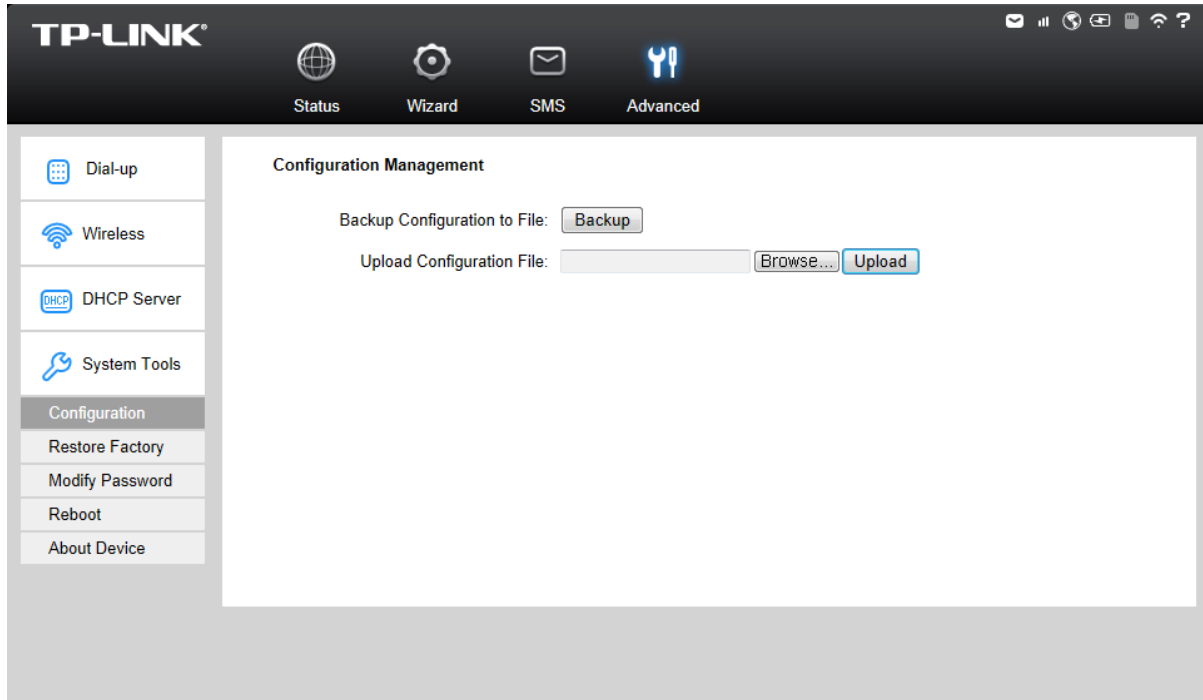 TP-LINK®
?
Status
Wizard
SMS
Advanced
Dial-up
Wireless
DHCP
DHCP Server
System Tools
Configuration
Restore Factory
Modify Password
Reboot
About Device
Configuration Management
Backup Configuration to File: Backup
Upload Configuration File: Browse... Upload